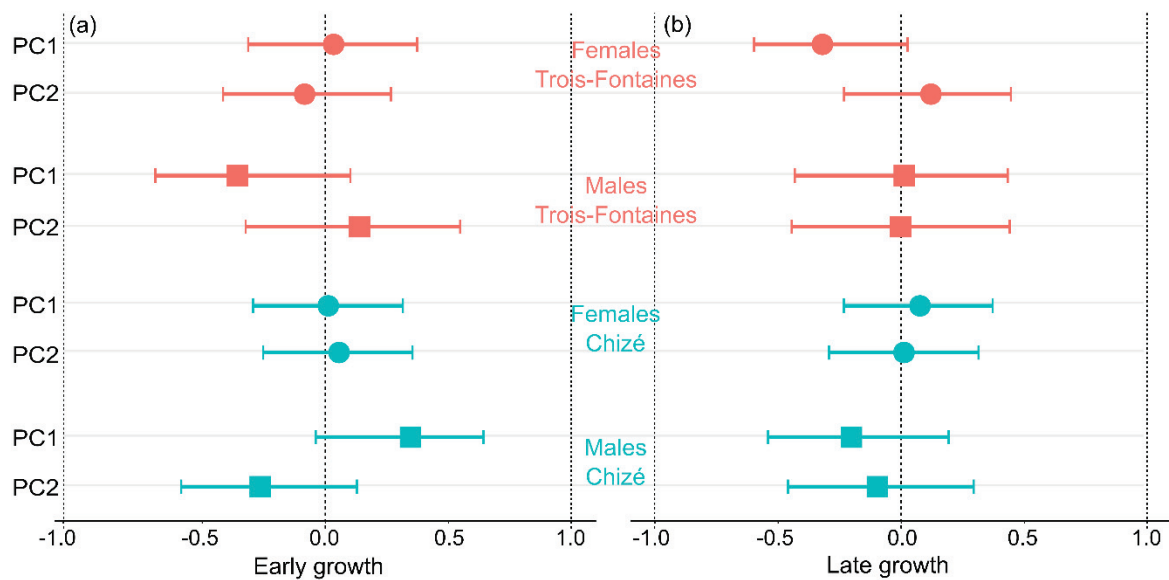 (a)
(b)
PC1
Females
Trois-Fontaines
PC2
PC1
Males
Trois-Fontaines
PC2
PC1
Females
Chizé
PC2
PC1
Males
Chizé
PC2
-1.0 -0.5 0.0 0.5 1.0
-1.0 -0.5 0.0 0.5 1.0
Early growth
Late growth